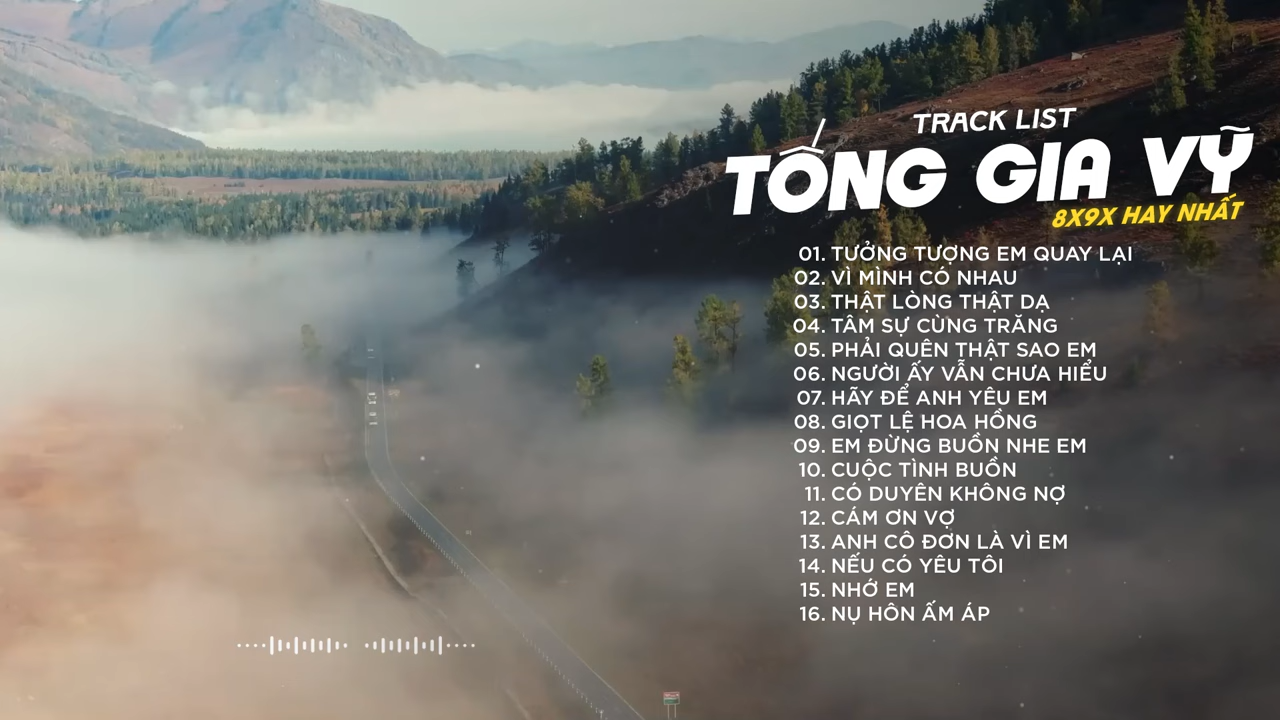 TRACK LIST
TỐNG GIA VỸ
8X9X HAY NHẤT
01. TƯỞNG TƯỢNG EM QUAY LẠI
02. VÌ MÌNH CÓ NHAU
03. THẬT LÒNG THẬT DẠ
04. TÂM SỰ CÙNG TRĂNG
05. PHẢI QUÊN THẬT SAO EM
06. NGƯỜI ẤY VẪN CHƯA HIỂU
07. HÃY ĐỂ ANH YÊU EM
08. GIỌT LỆ HOA HỒNG
09. EM ĐỪNG BUỒN NHE EM
10. CUỘC TÌNH BUỒN
11. CÓ DUYÊN KHÔNG NỢ
12. CÁM ƠN VỢ
13. ANH CÔ ĐƠN LÀ VÌ EM
14. NẾU CÓ YÊU TÔI
15. NHỚ EM
16. NỤ HÔN ẤM ÁP